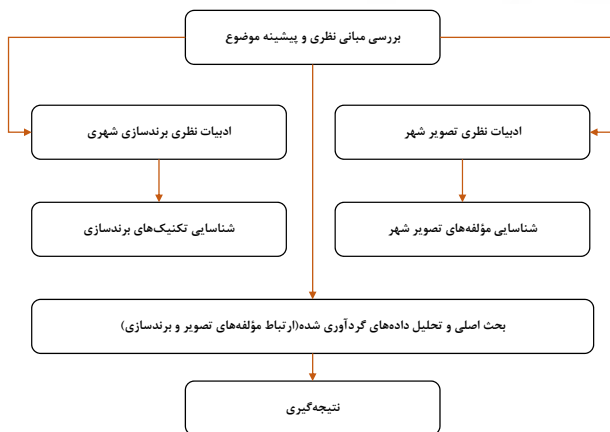 بررسی مبانی نظری و پیشینه موضوع
ادبیات نظری تصویر شهر
ادبیات نظری برندسازی شهری
شناسایی مؤلفه‌های تصویر شهر
شناسایی تکنیک‌های برندسازی
بحث اصلی و تحلیل داده‌های گردآوری شده(ارتباط مؤلفه‌های تصویر و برندسازی)
نتیجه‌گیری